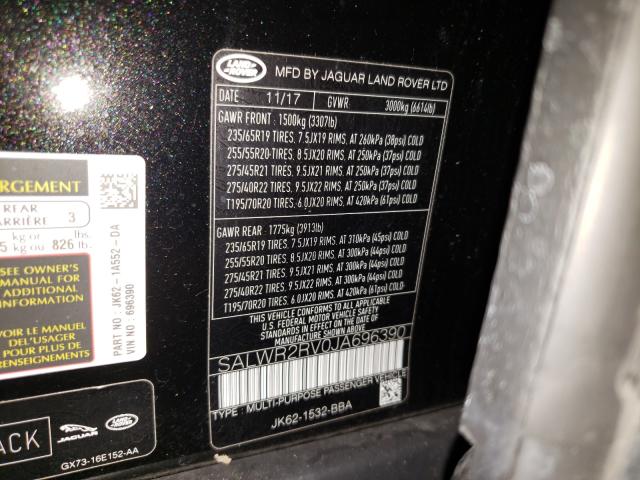 LAND ROVER
MFD BY JAGUAR LAND ROVER LTD
DATE 11/17 GVWR 3000kg (6614lb)
GAWR FRONT : 1500kg (3307lb)
235/65R19 TIRES, 7.5JX19 RIMS, AT 260kPa (38psi) COLD
255/55R20 TIRES, 8.5JX20 RIMS, AT 250kPa (37psi) COLD
275/45R21 TIRES, 9.5JX21 RIMS, AT 250kPa (37psi) COLD
275/40R22 TIRES, 9.5JX22 RIMS, AT 250kPa (37psi) COLD
T195/70R20 TIRES, 6.0JX20 RIMS, AT 420kPa (61psi) COLD
GAWR REAR : 1775kg (3913lb)
235/65R19 TIRES, 7.5JX19 RIMS, AT 310kPa (45psi) COLD
255/55R20 TIRES, 8.5JX20 RIMS, AT 300kPa (44psi) COLD
275/45R21 TIRES, 9.5JX21 RIMS, AT 300kPa (44psi) COLD
275/40R22 TIRES, 9.5JX22 RIMS, AT 300kPa (44psi) COLD
T195/70R20 TIRES, 6.0JX20 RIMS, AT 420kPa (61psi) COLD
THIS VEHICLE CONFORMS TO ALL APPLICABLE
U.S. FEDERAL MOTOR VEHICLE
SAFETY STANDARDS IN EFFECT ON THE DATE OF
MANUFACTURE SHOWN ABOVE.
SALWR2RV0JA696390
TYPE: MULTI-PURPOSE PASSENGER VEHICLE
JK62-1532-BBA
RGEMENT
REAR
ARRIÈRE 3
5 kg or kg ou 826 lbs. lb.
SEE OWNER'S
MANUAL FOR
ADDITIONAL
INFORMATION
VOIR LE MANUEL
DE L'USAGER
POUR PLUS DE
RENSEIGNEMENTS
PART NO: JK62-1A552-DA
VIN NO: 696390
ACK
JAGUAR
LAND ROVER
GX73-16E152-AA